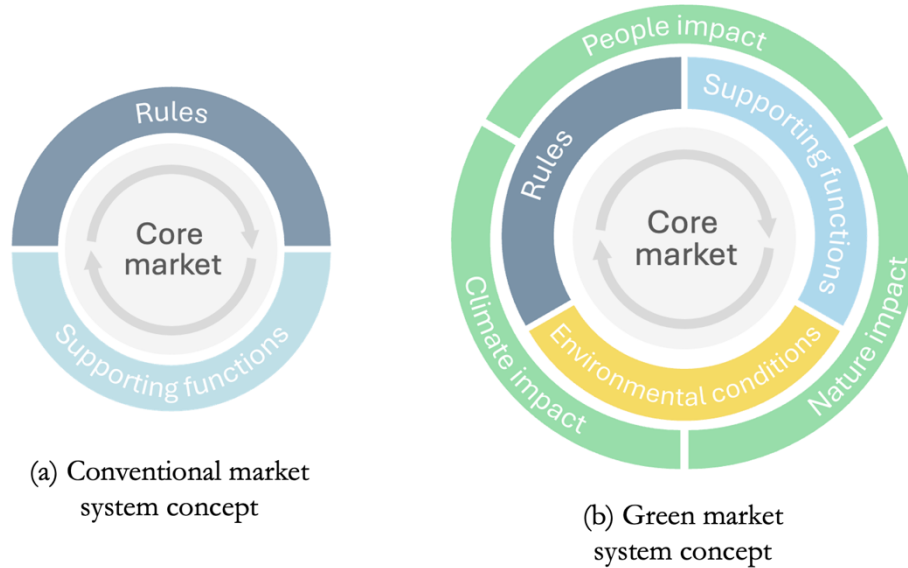 Rules
Core
market
Supporting functions
(a) Conventional market
system concept
People impact
Rules
Supporting functions
Core
market
Environmental conditions
Climate impact
Nature impact
(b) Green market
system concept